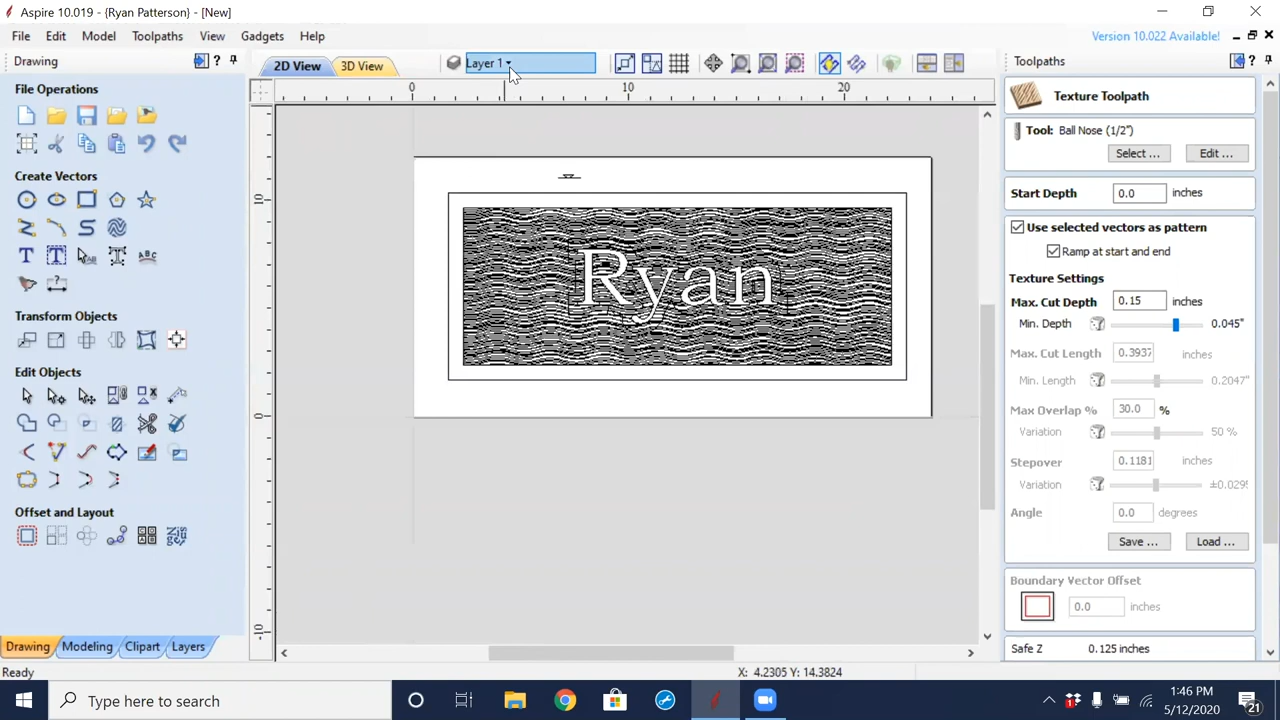 Aspire 10.019 - {Ryan Patterson} - [New]
File Edit Model Toolpaths View Gadgets Help
Version 10.022 Available!
Drawing
2D View
3D View
Layer 1
Toolpaths
File Operations
Create Vectors
Transform Objects
Edit Objects
Offset and Layout
0
10
20
10
0
-10
Ryan
Texture Toolpath
Tool: Ball Nose (1/2")
Select ...
Edit ...
Start Depth 0.0 inches
Use selected vectors as pattern
Ramp at start and end
Texture Settings
Max. Cut Depth 0.15 inches
Min. Depth 0.045"
Max. Cut Length 0.3937 inches
Min. Length 0.2047"
Max Overlap % 30.0 %
Variation 50 %
Stepover 0.1181 inches
Variation ±0.0295
Angle 0.0 degrees
Save ...
Load ...
Boundary Vector Offset
0.0 inches
Safe Z 0.125 inches
Drawing Modeling Clipart Layers
Ready
X: 4.2305 Y: 14.3824
Type here to search
1:46 PM
5/12/2020
21